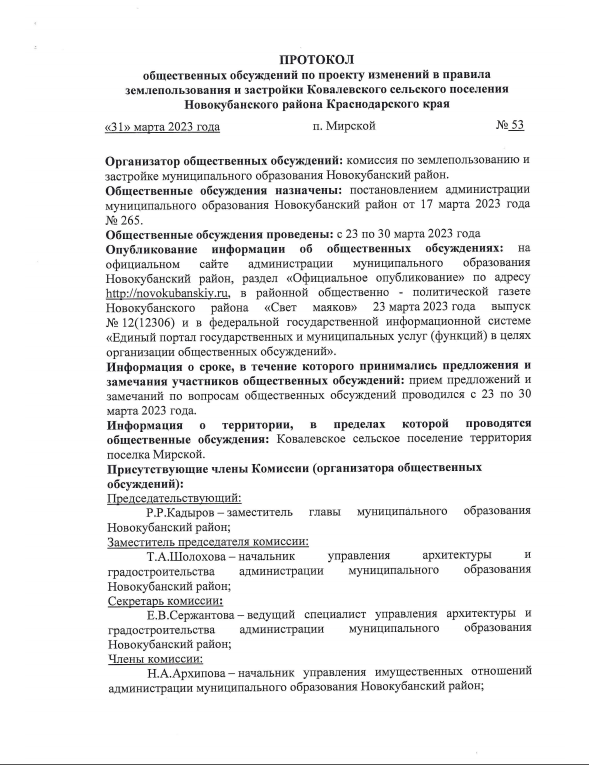 ПРОТОКОЛ
общественных обсуждений по проекту изменений в правила
землепользования и застройки Ковалевского сельского поселения
Новокубанского района Краснодарского края
«31» марта 2023 года п. Мирской № 53
Организатор общественных обсуждений: комиссия по землепользованию и
застройке муниципального образования Новокубанский район.
Общественные обсуждения назначены: постановлением администрации
муниципального образования Новокубанский район от 17 марта 2023 года
№ 265.
Общественные обсуждения проведены: с 23 по 30 марта 2023 года
Опубликование информации об общественных обсуждениях: на
официальном сайте администрации муниципального образования
Новокубанский район, раздел «Официальное опубликование» по адресу
http://novokubanskiy.ru, в районной общественно - политической газете
Новокубанского района «Свет маяков» 23 марта 2023 года выпуск
№ 12(12306) и в федеральной государственной информационной системе
«Единый портал государственных и муниципальных услуг (функций) в целях
организации общественных обсуждений».
Информация о сроке, в течение которого принимались предложения и
замечания участников общественных обсуждений: прием предложений и
замечаний по вопросам общественных обсуждений проводился с 23 по 30
марта 2023 года.
Информация о территории, в пределах которой проводятся
общественные обсуждения: Ковалевское сельское поселение территория
поселка Мирской.
Присутствующие члены Комиссии (организатора общественных
обсуждений):
Председательствующий:
Р.Р.Кадыров – заместитель главы муниципального образования
Новокубанский район;
Заместитель председателя комиссии:
Т.А.Шолохова – начальник управления архитектуры и
градостроительства администрации муниципального образования
Новокубанский район;
Секретарь комиссии:
Е.В.Сержантова – ведущий специалист управления архитектуры и
градостроительства администрации муниципального образования
Новокубанский район;
Члены комиссии:
Н.А.Архипова – начальник управления имущественных отношений
администрации муниципального образования Новокубанский район;